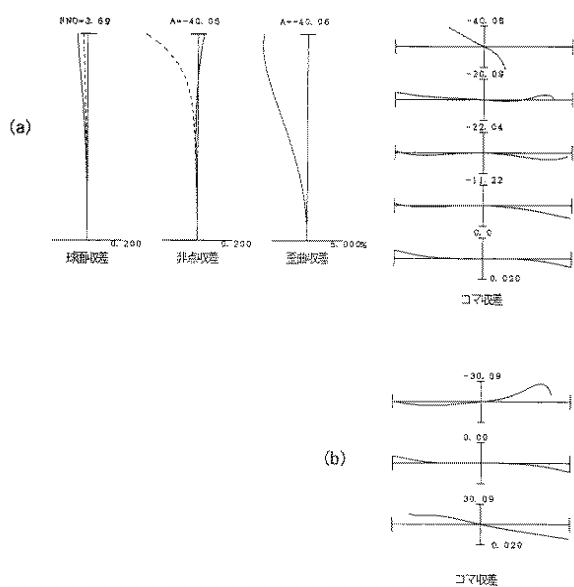 (a)
FNO=3.69
A=-40.06
A=-40.06
0.200
0.200
5.000%
球面収差
非点収差
歪曲収差
-40.06
-30.09
-22.04
-11.22
0.0
0.020
コマ収差
(b)
-30.09
0.00
30.09
0.020
コマ収差